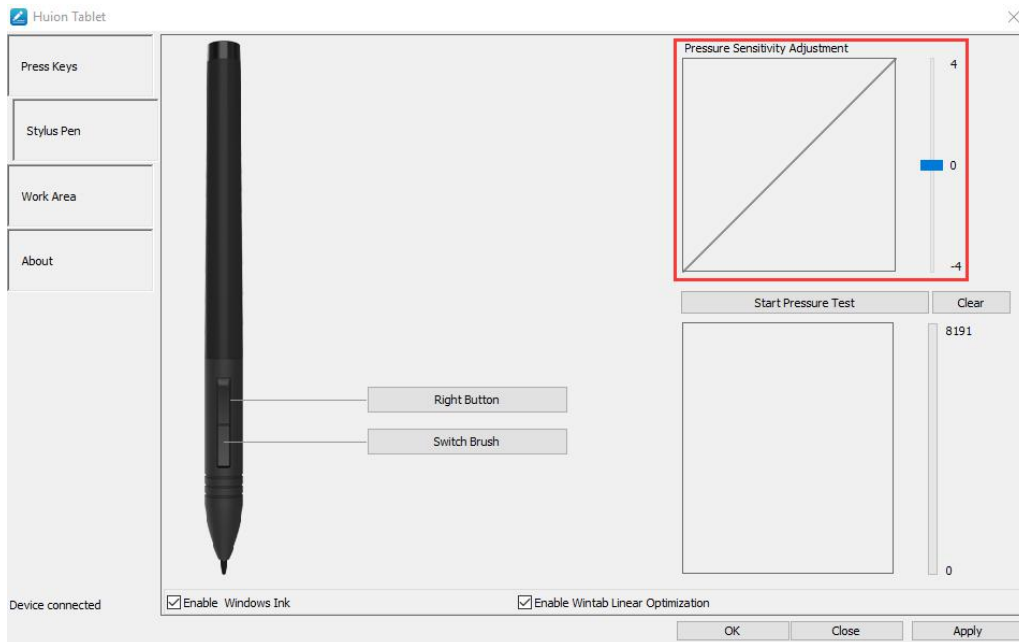 Huion Tablet
Press Keys
Stylus Pen
Work Area
About
Device connected
Pressure Sensitivity Adjustment
4
0
-4
Start Pressure Test
Clear
8191
0
Right Button
Switch Brush
Enable Windows Ink
Enable Wintab Linear Optimization
OK
Close
Apply